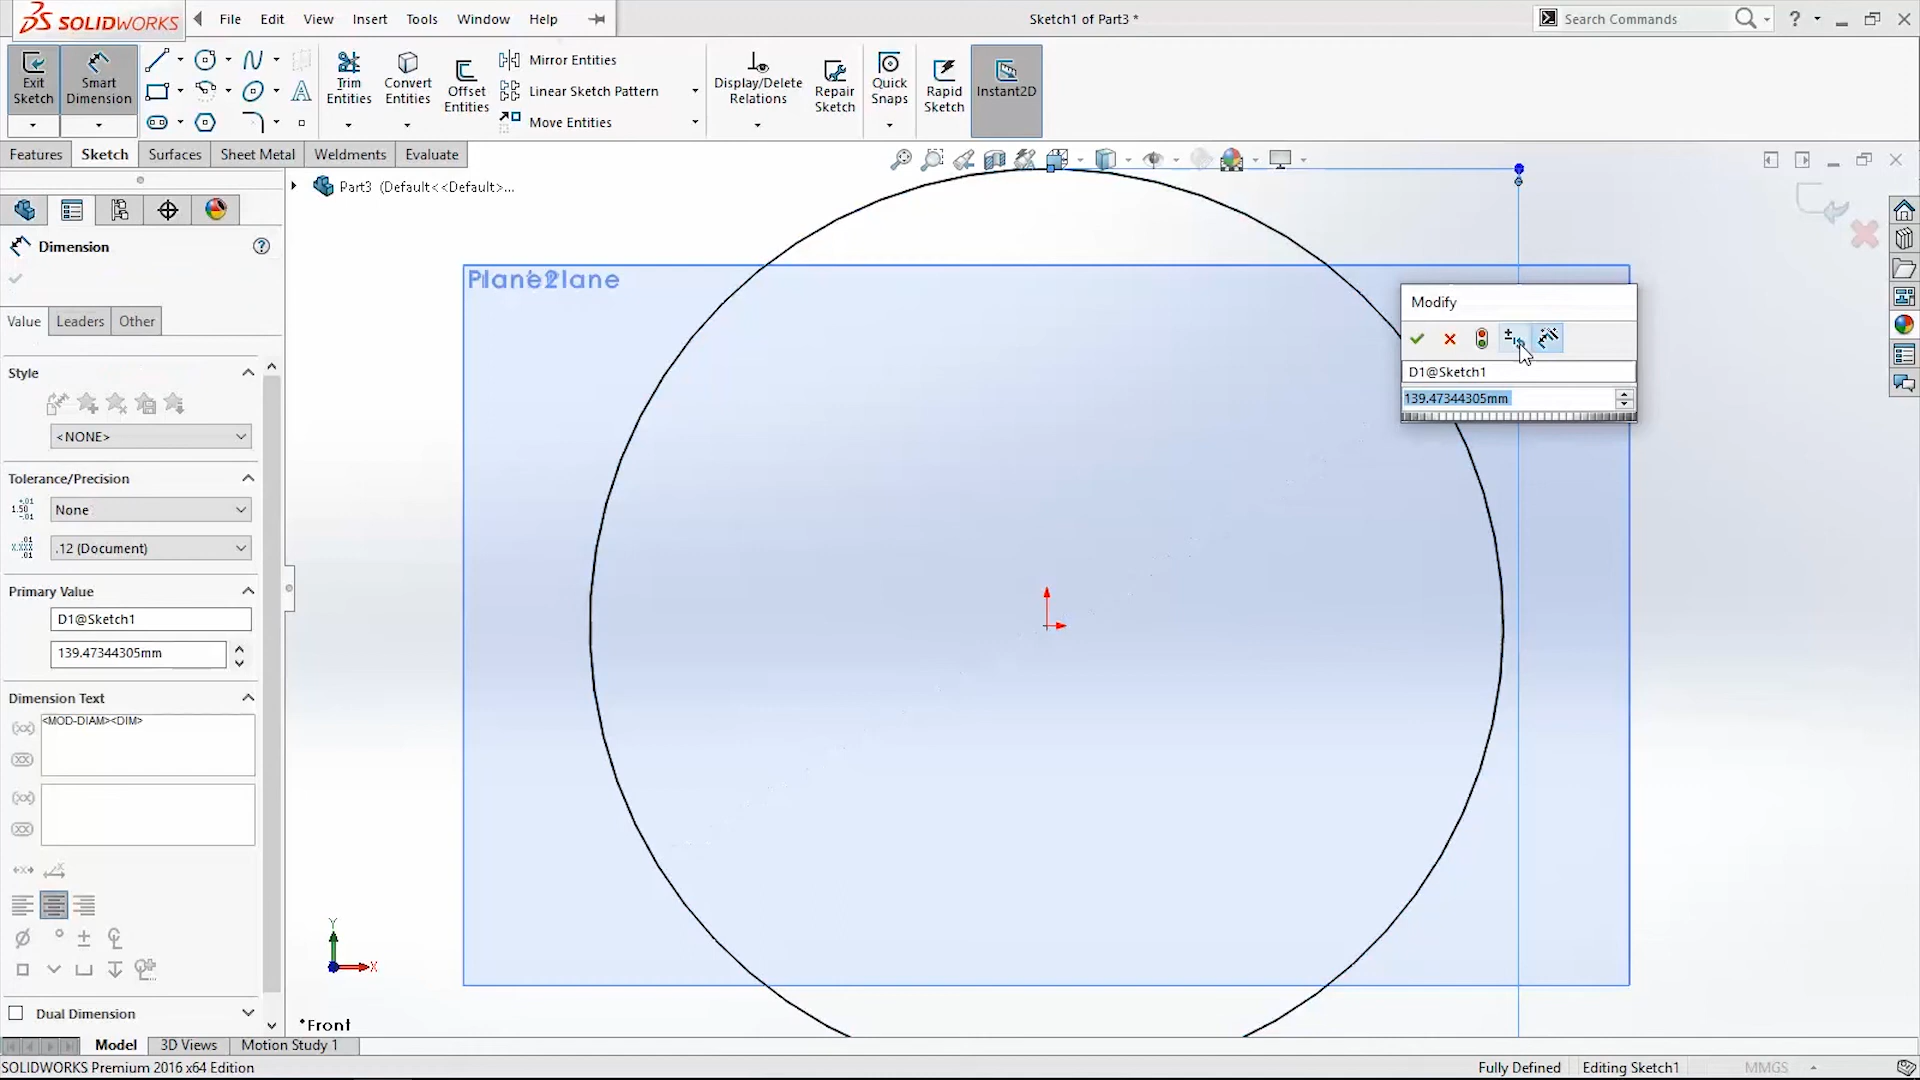 SOLIDWORKS File Edit View Insert Tools Window Help Sketch1 of Part3 * Search Commands ?
Exit Sketch
Smart Dimension
Trim Entities
Convert Entities
Offset Entities
Mirror Entities
Linear Sketch Pattern
Move Entities
Display/Delete Relations
Repair Sketch
Quick Snaps
Rapid Sketch
Instant2D
Features Sketch Surfaces Sheet Metal Weldments Evaluate
Part3 (Default<<Default>...
Dimension
Value Leaders Other
Style
<NONE>
Tolerance/Precision
None
.12 (Document)
Primary Value
D1@Sketch1
139.47344305mm
Dimension Text
<MOD-DIAM><DIM>
Dual Dimension
Modify
D1@Sketch1
139.47344305mm
Y
X
*Front
Model 3D Views Motion Study 1
SOLIDWORKS Premium 2016 x64 Edition Fully Defined Editing Sketch1 MMGS